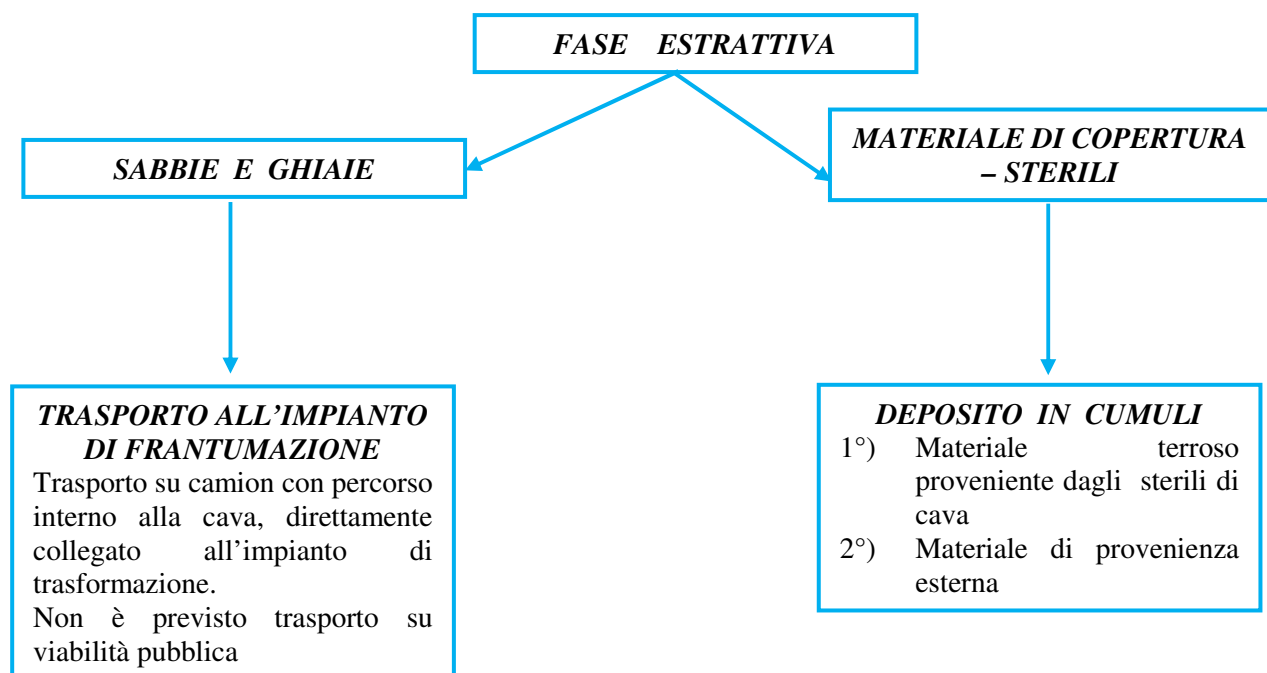 FASE ESTRATTIVA
SABBIE E GHIAIE
MATERIALE DI COPERTURA
– STERILI
TRASPORTO ALL’IMPIANTO
DI FRANTUMAZIONE
Trasporto su camion con percorso
interno alla cava, direttamente
collegato all’impianto di
trasformazione.
Non è previsto trasporto su
viabilità pubblica
DEPOSITO IN CUMULI
1°) Materiale terroso
proveniente dagli sterili di
cava
2°) Materiale di provenienza
esterna